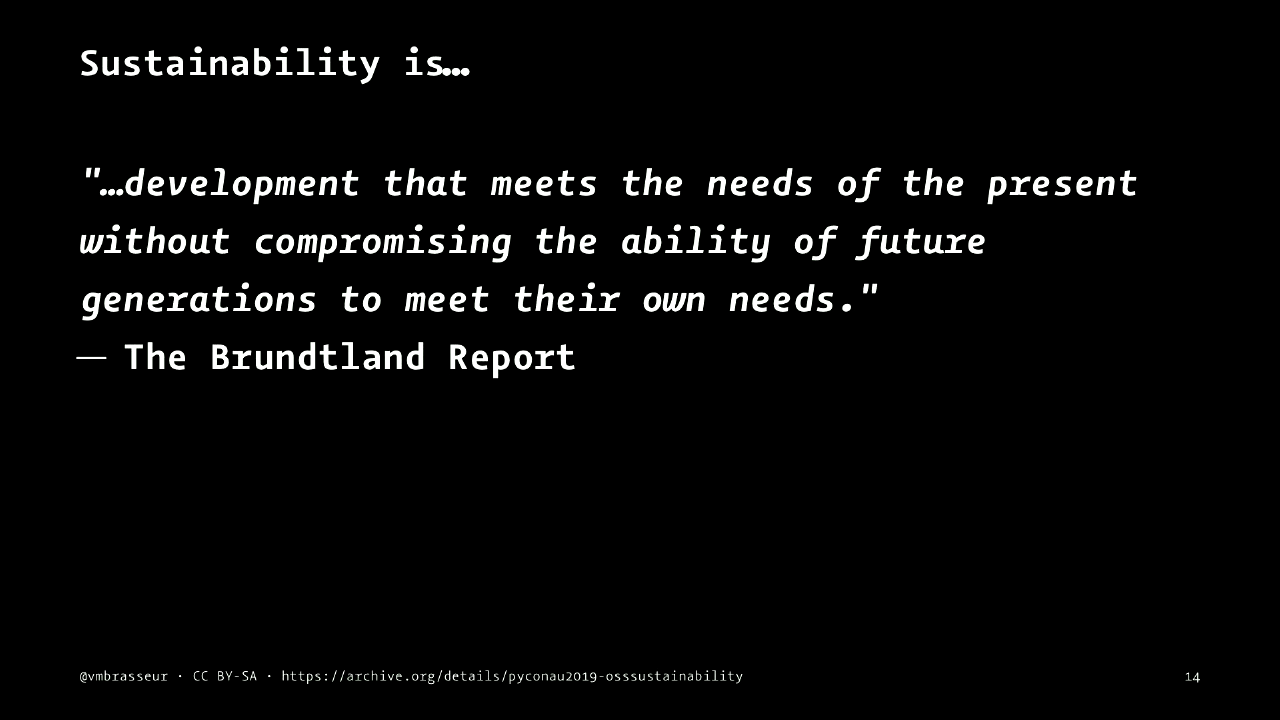 Sustainability is…
"…development that meets the needs of the present
without compromising the ability of future
generations to meet their own needs."
— The Brundtland Report
@vmbrasseur · CC BY-SA · https://archive.org/details/pyconau2019-osssustainability
14